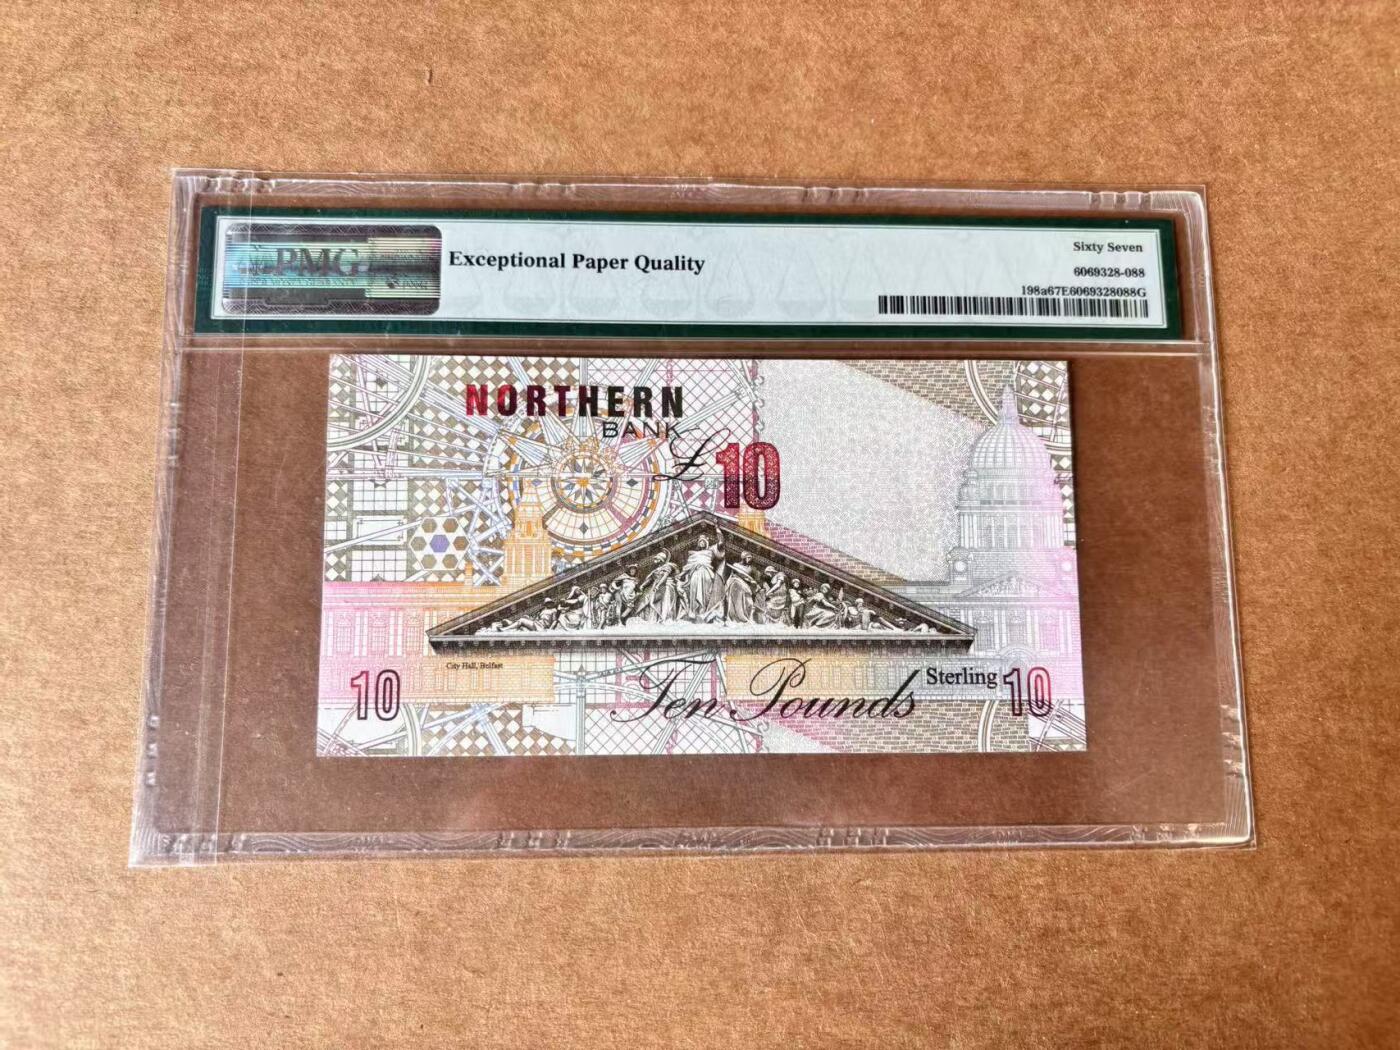 PMG
Exceptional Paper Quality
Sixty Seven
6069328-088
198a67E6069328088G
NORTHERN
BANK
£10
City Hall, Belfast
10
Ten Pounds
Sterling
10